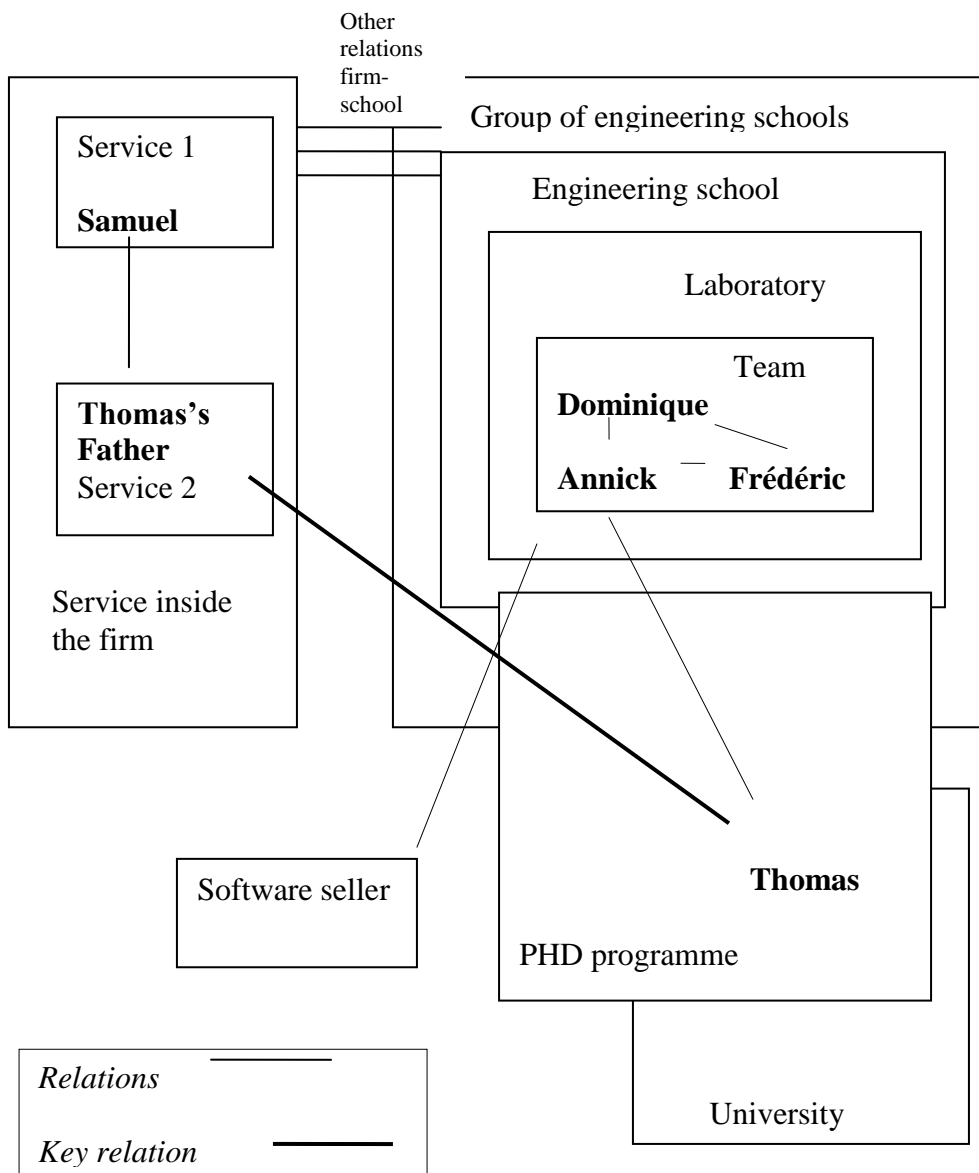 Other
relations
firm-
school
Group of engineering schools
Service 1
Samuel
Engineering school
Laboratory
Team
Dominique
Annick
Frédéric
Thomas’s
Father
Service 2
Service inside
the firm
Software seller
Thomas
PHD programme
University
Relations
Key relation